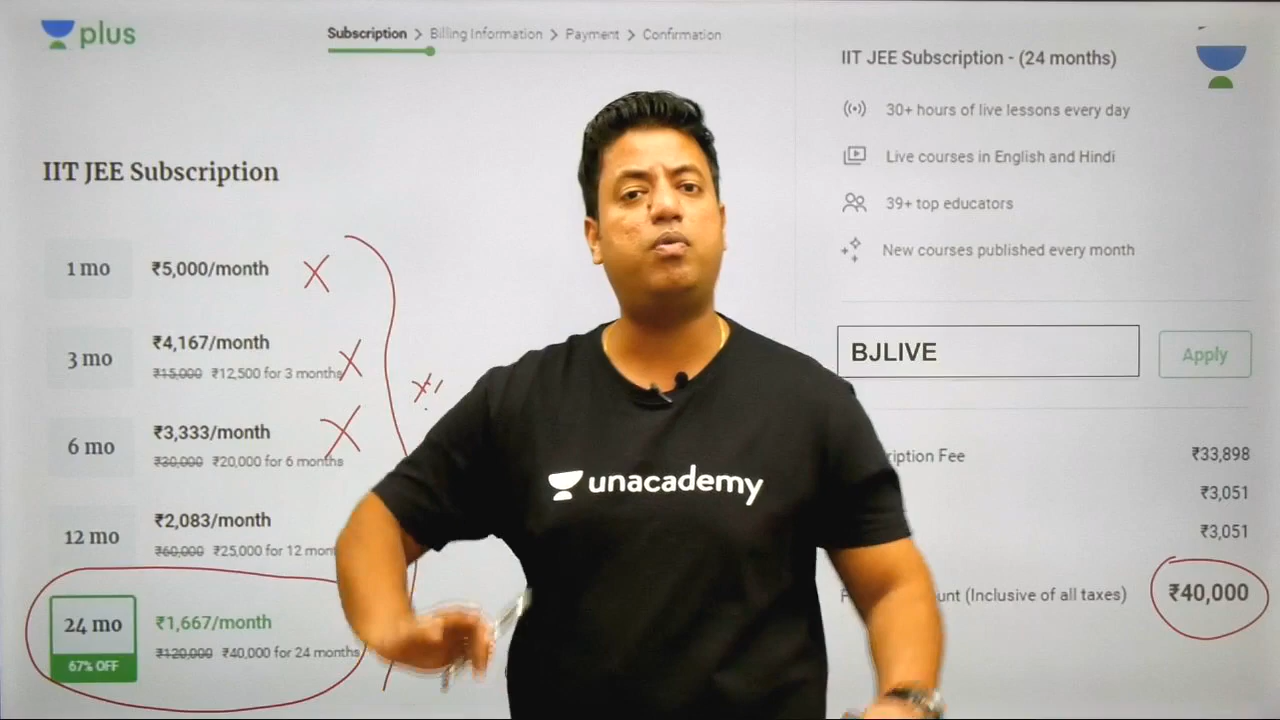 plus
Subscription > Billing Information > Payment > Confirmation
IIT JEE Subscription
1 mo ₹5,000/month
3 mo ₹4,167/month
₹15,000 ₹12,500 for 3 months
6 mo ₹3,333/month
₹30,000 ₹20,000 for 6 months
12 mo ₹2,083/month
₹60,000 ₹25,000 for 12 mon
24 mo ₹1,667/month
67% OFF ₹120,000 ₹40,000 for 24 months
unacademy
IIT JEE Subscription - (24 months)
30+ hours of live lessons every day
Live courses in English and Hindi
39+ top educators
New courses published every month
BJLIVE Apply
ription Fee ₹33,898
₹3,051
₹3,051
unt (Inclusive of all taxes) ₹40,000